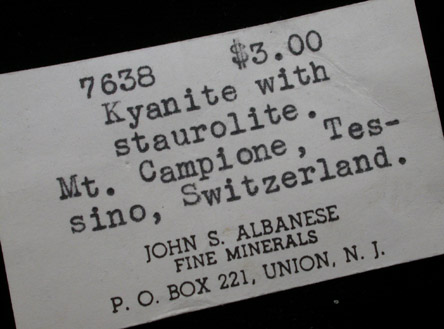 7638 $3.00
Kyanite with
staurolite.
Mt. Campione, Tes-
sino, Switzerland.
JOHN S. ALBANESE
FINE MINERALS
P. O. BOX 221, UNION, N. J.